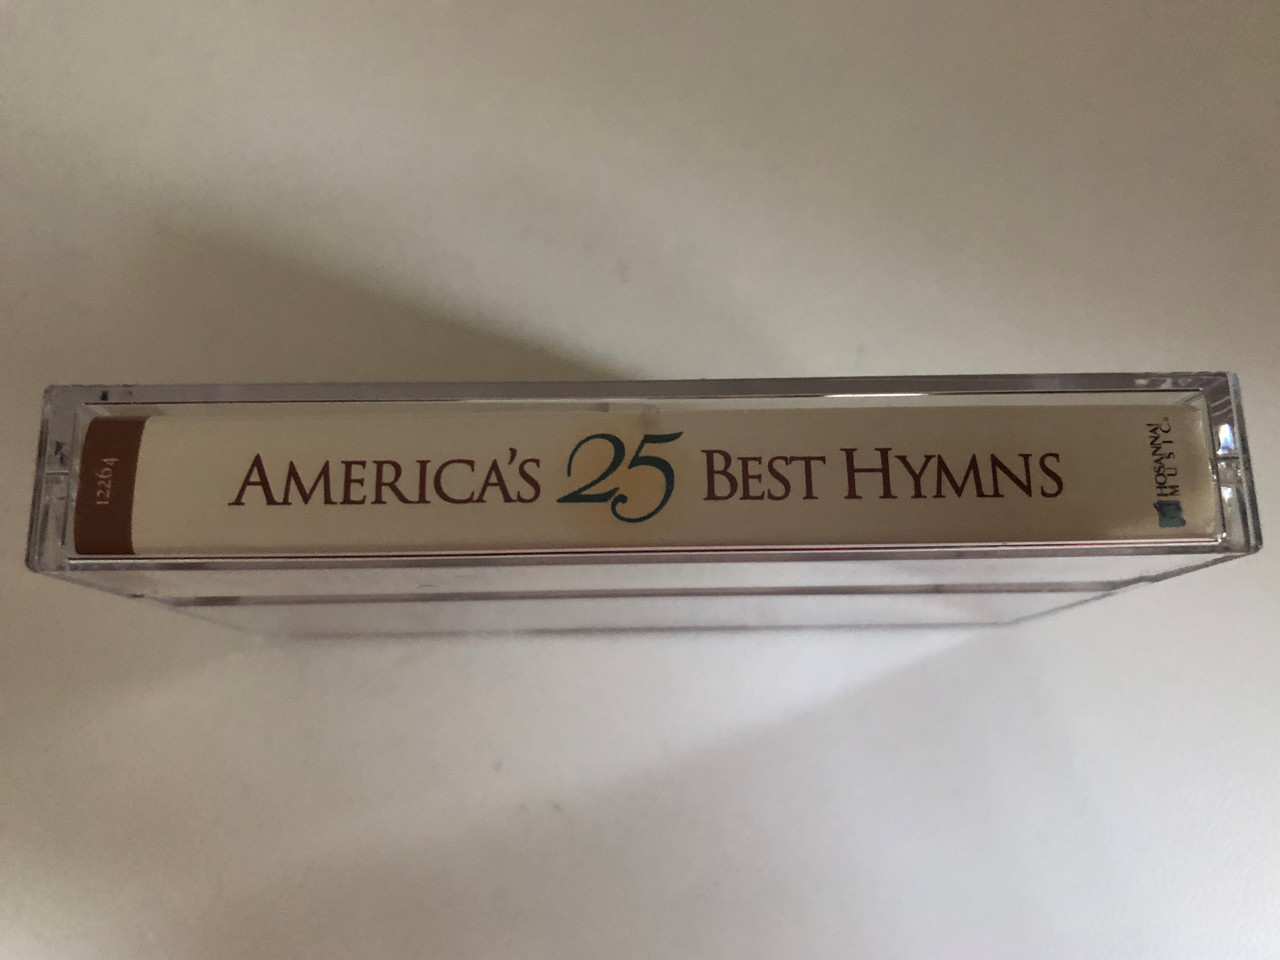 12264
AMERICA'S 25 BEST HYMNS
HOSANNA!
MUSIC®